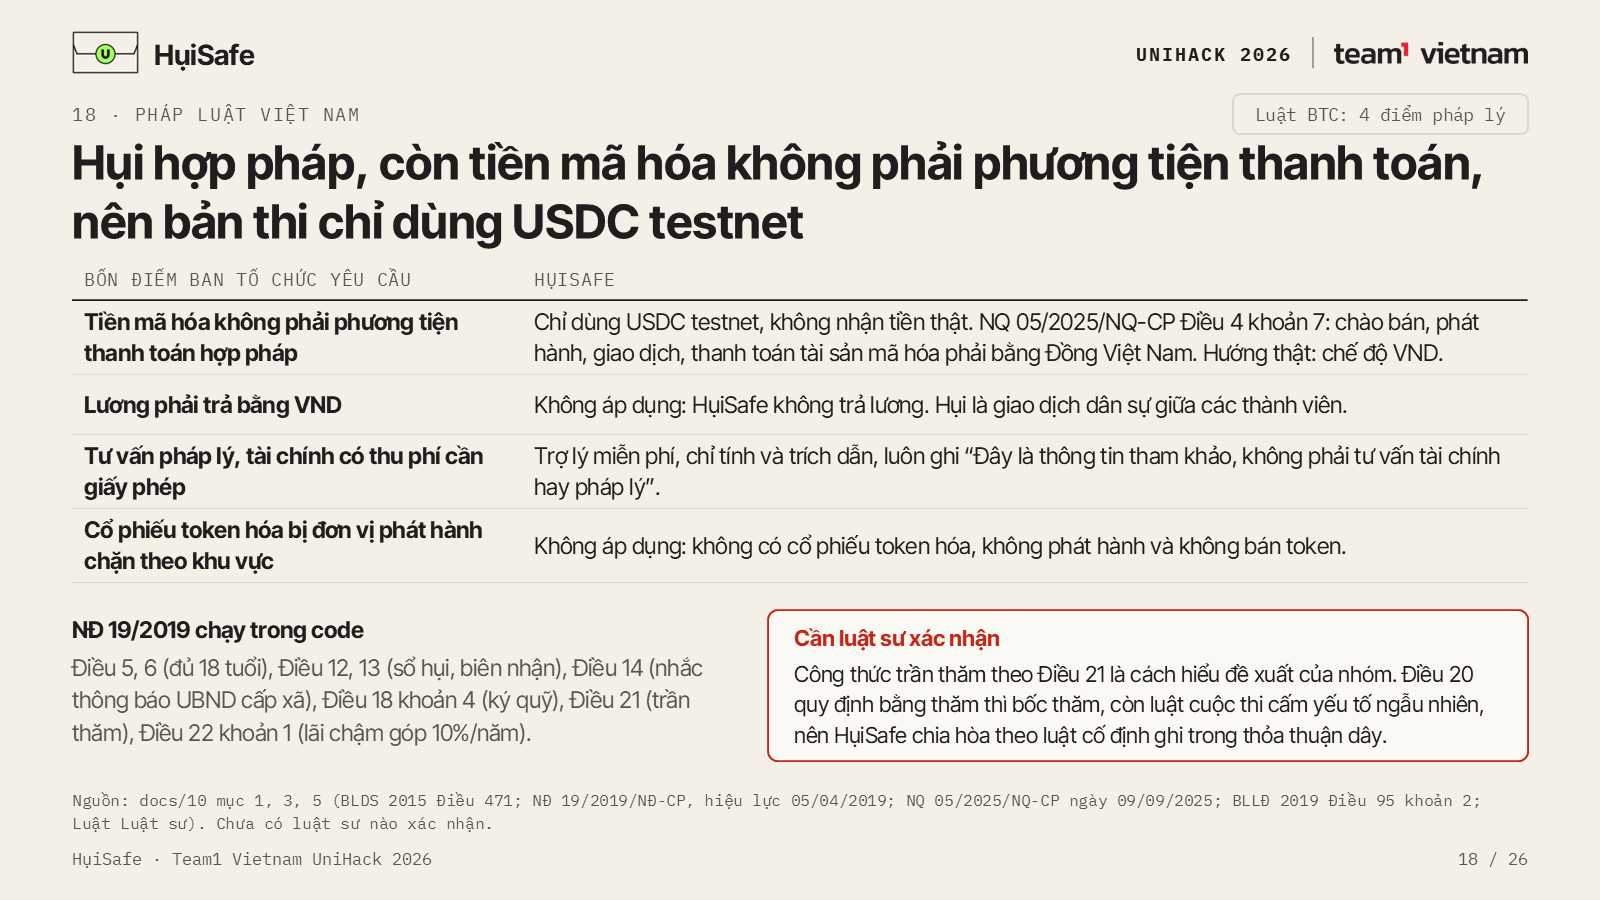 U HụiSafe
UNIHACK 2026 team1 vietnam
18 · PHÁP LUẬT VIỆT NAM
Luật BTC: 4 điểm pháp lý
Hụi hợp pháp, còn tiền mã hóa không phải phương tiện thanh toán,
nên bản thi chỉ dùng USDC testnet
BỐN ĐIỂM BAN TỔ CHỨC YÊU CẦU
HỤISAFE
Tiền mã hóa không phải phương tiện
thanh toán hợp pháp
Chỉ dùng USDC testnet, không nhận tiền thật. NQ 05/2025/NQ-CP Điều 4 khoản 7: chào bán, phát
hành, giao dịch, thanh toán tài sản mã hóa phải bằng Đồng Việt Nam. Hướng thật: chế độ VND.
Lương phải trả bằng VND
Không áp dụng: HụiSafe không trả lương. Hụi là giao dịch dân sự giữa các thành viên.
Tư vấn pháp lý, tài chính có thu phí cần
giấy phép
Trợ lý miễn phí, chỉ tính và trích dẫn, luôn ghi “Đây là thông tin tham khảo, không phải tư vấn tài chính
hay pháp lý”.
Cổ phiếu token hóa bị đơn vị phát hành
chặn theo khu vực
Không áp dụng: không có cổ phiếu token hóa, không phát hành và không bán token.
NĐ 19/2019 chạy trong code
Điều 5, 6 (đủ 18 tuổi), Điều 12, 13 (sổ hụi, biên nhận), Điều 14 (nhắc
thông báo UBND cấp xã), Điều 18 khoản 4 (ký quỹ), Điều 21 (trần
thăm), Điều 22 khoản 1 (lãi chậm góp 10%/năm).
Cần luật sư xác nhận
Công thức trần thăm theo Điều 21 là cách hiểu đề xuất của nhóm. Điều 20
quy định bằng thăm thì bốc thăm, còn luật cuộc thi cấm yếu tố ngẫu nhiên,
nên HụiSafe chia hòa theo luật cố định ghi trong thỏa thuận dây.
Nguồn: docs/10 mục 1, 3, 5 (BLDS 2015 Điều 471; NĐ 19/2019/NĐ-CP, hiệu lực 05/04/2019; NQ 05/2025/NQ-CP ngày 09/09/2025; BLLĐ 2019 Điều 95 khoản 2;
Luật Luật sư). Chưa có luật sư nào xác nhận.
HụiSafe · Team1 Vietnam UniHack 2026
18 / 26